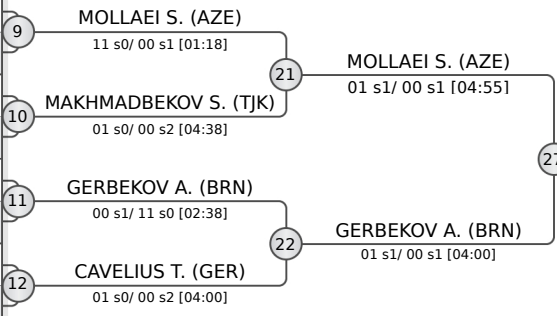 9
MOLLAEI S. (AZE)
11 s0/ 00 s1 [01:18]
21
MOLLAEI S. (AZE)
01 s1/ 00 s1 [04:55]
10
MAKHMADBEKOV S. (TJK)
01 s0/ 00 s2 [04:38]
27
11
GERBEKOV A. (BRN)
00 s1/ 11 s0 [02:38]
22
GERBEKOV A. (BRN)
01 s1/ 00 s1 [04:00]
12
CAVELIUS T. (GER)
01 s0/ 00 s2 [04:00]